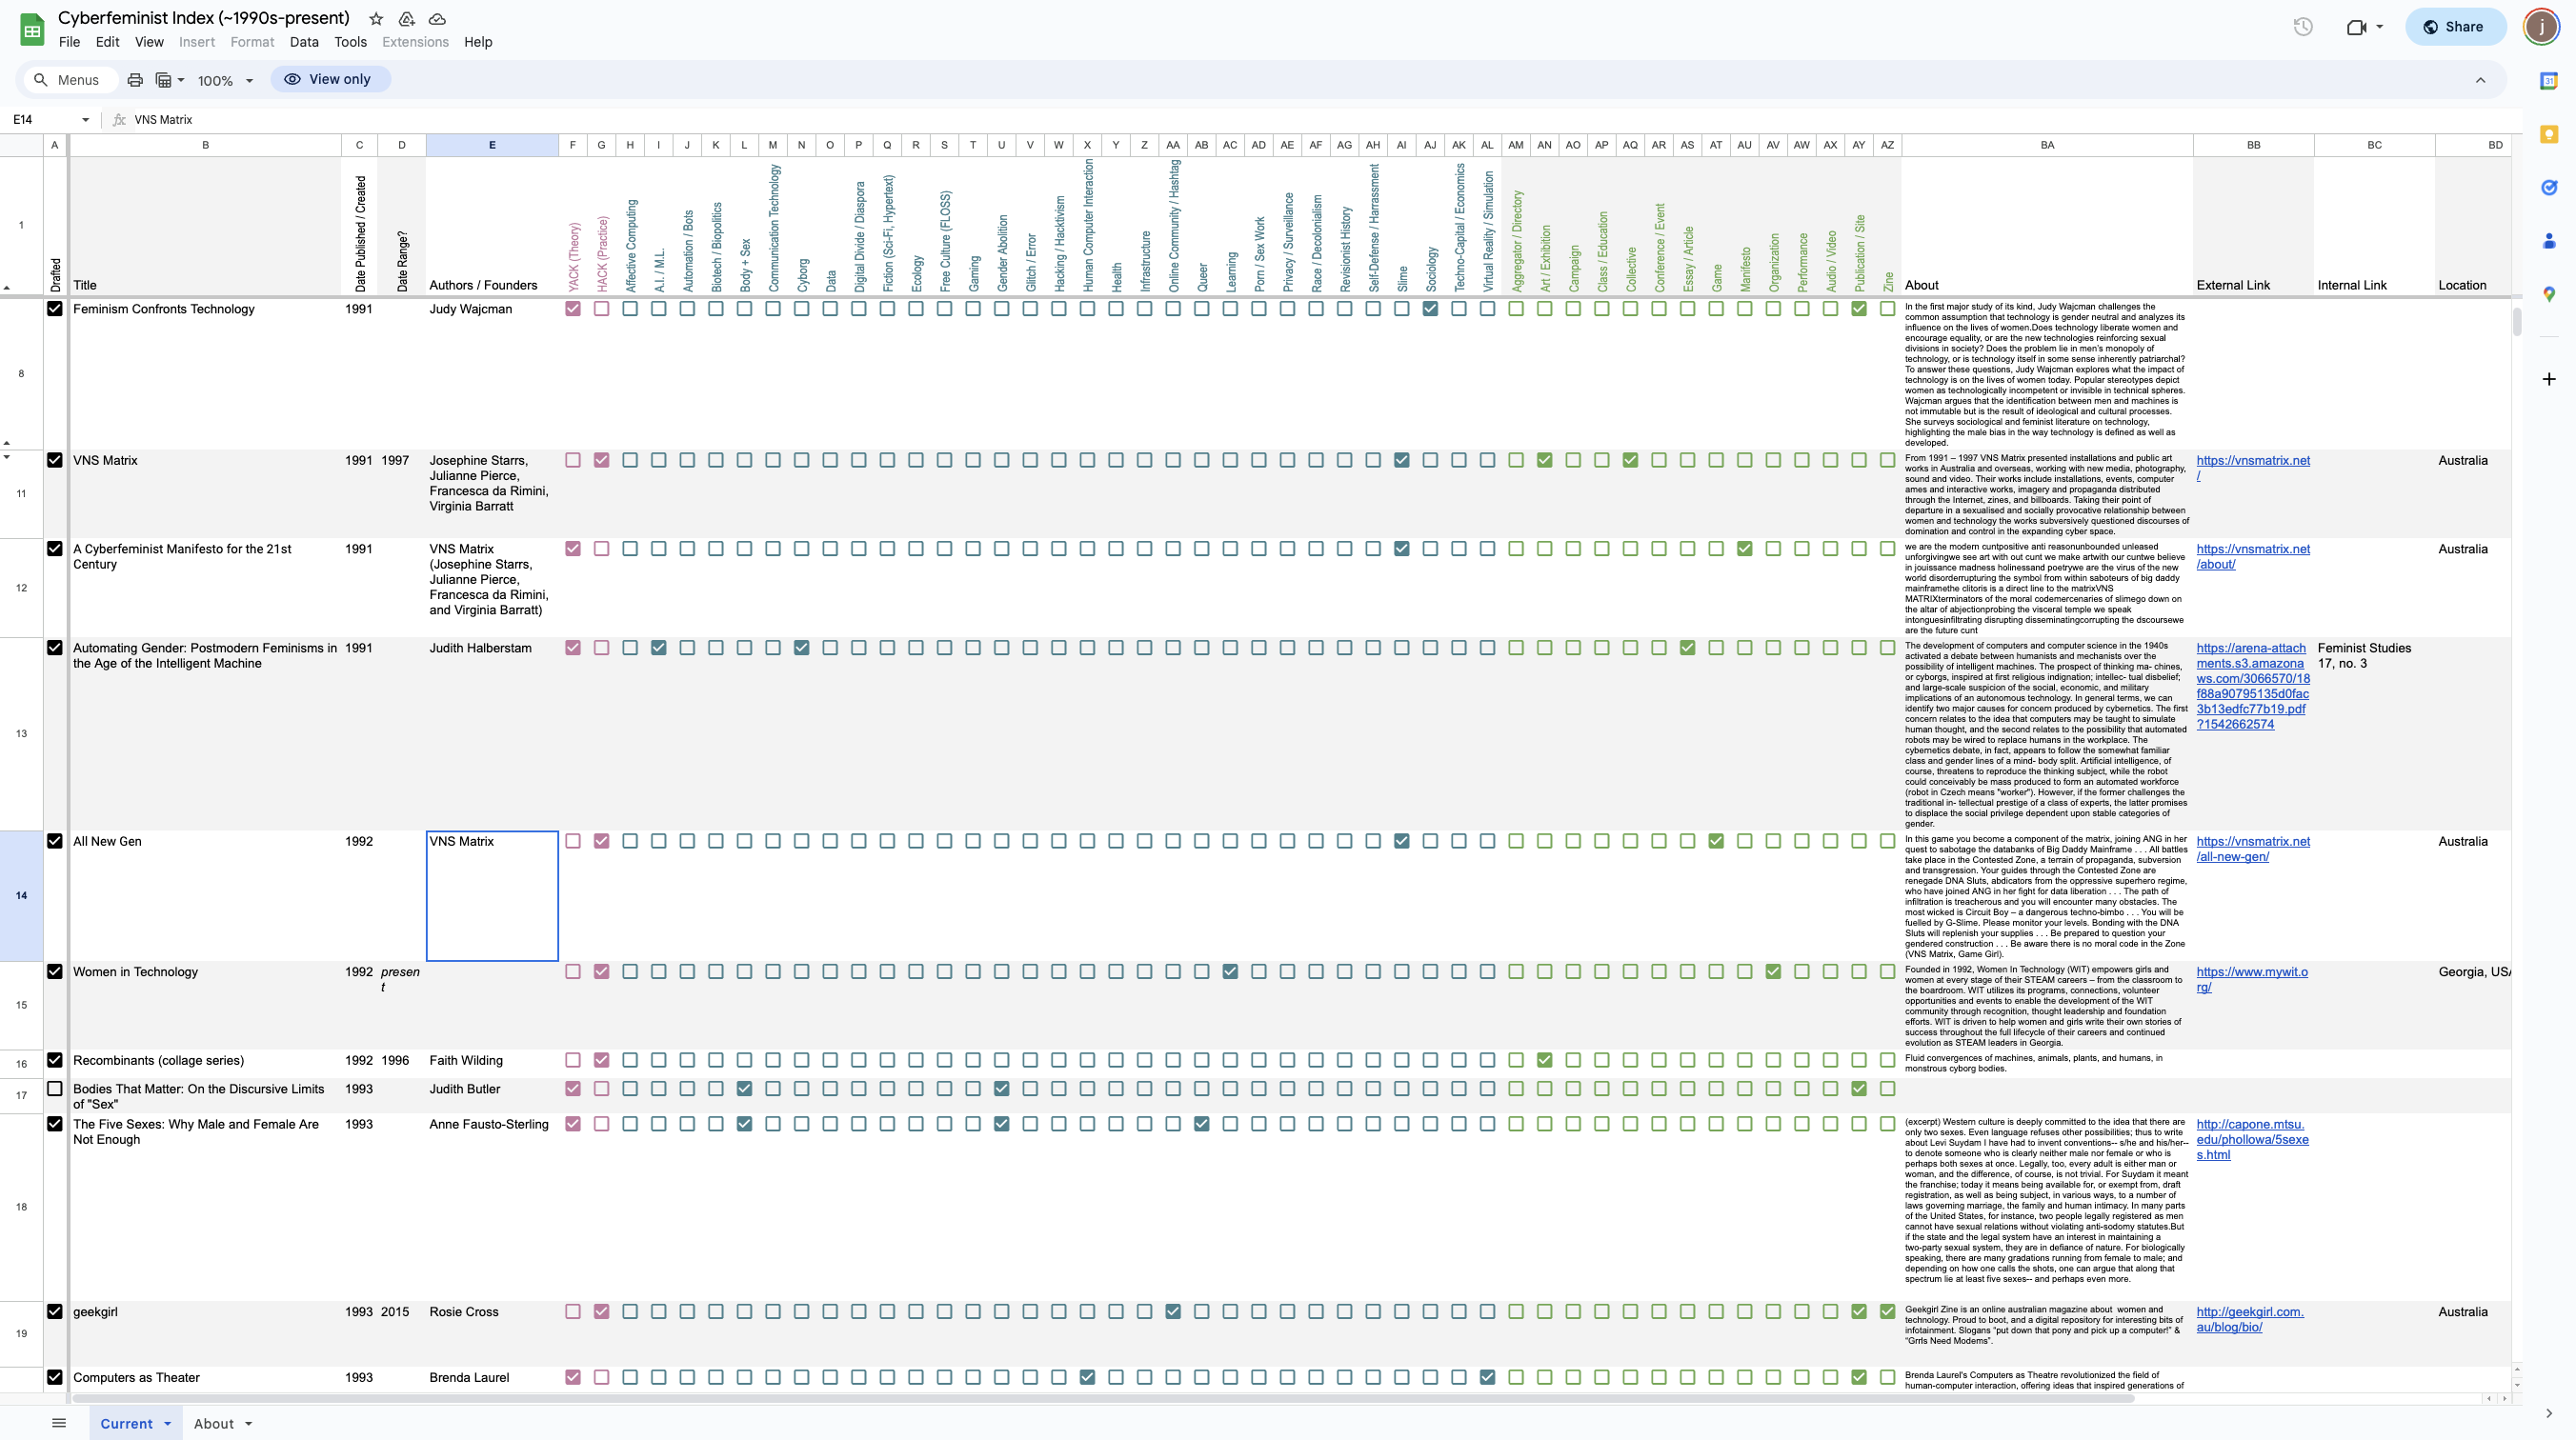 Cyberfeminist Index (~1990s-present)
File Edit View Insert Format Data Tools Extensions Help
Share
j
Menus
100%
View only
31
E14
fx VNS Matrix
A B C D E F G H I J K L M N O P Q R S T U V W X Y Z AA AB AC AD AE AF AG AH AI AJ AK AL AM AN AO AP AQ AR AS AT AU AV AW AX AY AZ BA BB BC BD
1
Drafted
Title
Date Published / Created
Date Range?
Authors / Founders
YACK (Theory)
HACK (Practice)
Affective Computing
A.I. / M.L.
Automation / Bots
Biotech / Biopolitics
Body + Sex
Communication Technology
Cyborg
Data
Digital Divide / Diaspora
Fiction (Sci-Fi, Hypertext)
Ecology
Free Culture (FLOSS)
Gaming
Gender Abolition
Glitch / Error
Hacking / Hacktivism
Human Computer Interaction
Health
Infrastructure
Online Community / Hashtag
Queer
Learning
Porn / Sex Work
Privacy / Surveillance
Race / Decolonialism
Revisionist History
Self-Defense / Harrassment
Slime
Sociology
Techno-Capital / Economics
Virtual Reality / Simulation
Aggregator / Directory
Art / Exhibition
Campaign
Class / Education
Collective
Conference / Event
Essay / Article
Game
Manifesto
Organization
Performance
Audio / Video
Publication / Site
Zine
About
External Link
Internal Link
Location
8
Feminism Confronts Technology
1991
Judy Wajcman
In the first major study of its kind, Judy Wajcman challenges the
common assumption that technology is gender neutral and analyzes its
influence on the lives of women.Does technology liberate women and
encourage equality, or are the new technologies reinforcing sexual
divisions in society? Does the problem lie in men's monopoly of
technology, or is technology itself in some sense inherently patriarchal?
To answer these questions, Judy Wajcman explores what the impact of
technology is on the lives of women today. Popular stereotypes depict
women as technologically incompetent or invisible in technical spheres.
Wajcman argues that the identification between men and machines is
not immutable but is the result of ideological and cultural processes.
She surveys sociological and feminist literature on technology,
highlighting the male bias in the way technology is defined as well as
developed.
11
VNS Matrix
1991 1997
Josephine Starrs,
Julianne Pierce,
Francesca da Rimini,
Virginia Barratt
From 1991 – 1997 VNS Matrix presented installations and public art
works in Australia and overseas, working with new media, photography,
sound and video. Their works include installations, events, computer
ames and interactive works, imagery and propaganda distributed
through the Internet, zines, and billboards. Taking their point of
departure in a sexualised and socially provocative relationship between
women and technology the works subversively questioned discourses of
domination and control in the expanding cyber space.
https://vnsmatrix.net
/
Australia
12
A Cyberfeminist Manifesto for the 21st
Century
1991
VNS Matrix
(Josephine Starrs,
Julianne Pierce,
Francesca da Rimini,
and Virginia Barratt)
we are the modern cuntpositive anti reasonunbounded unleased
unforgivingwe see art with out cunt we make artwith our cuntwe believe
in jouissance madness holinessand poetrywe are the virus of the new
world disorderrupturing the symbol from within saboteurs of big daddy
mainframethe clitoris is a direct line to the matrixVNS
MATRIXterminators of the moral codemercenaries of slimego down on
the altar of abjectionprobing the visceral temple we speak
intonguesinfiltrating disrupting disseminatingcorrupting the dscoursewe
are the future cunt
https://vnsmatrix.net
/about/
Australia
13
Automating Gender: Postmodern Feminisms in
the Age of the Intelligent Machine
1991
Judith Halberstam
The development of computers and computer science in the 1940s
activated a debate between humanists and mechanists over the
possibility of intelligent machines. The prospect of thinking ma- chines,
or cyborgs, inspired at first religious indignation; intellec- tual disbelief;
and large-scale suspicion of the social, economic, and military
implications of an autonomous technology. In general terms, we can
identify two major causes for concern produced by cybernetics. The first
concern relates to the idea that computers may be taught to simulate
human thought, and the second relates to the possibility that automated
robots may be wired to replace humans in the workplace. The
cybernetics debate, in fact, appears to follow the somewhat familiar
class and gender lines of a mind- body split. Artificial intelligence, of
course, threatens to reproduce the thinking subject, while the robot
could conceivably be mass produced to form an automated workforce
(robot in Czech means "worker"). However, if the former challenges the
traditional in- tellectual prestige of a class of experts, the latter promises
to displace the social privilege dependent upon stable categories of
gender.
https://arena-attach
ments.s3.amazona
ws.com/3066570/18
f88a90795135d0fac
3b13edfc77b19.pdf
?1542662574
Feminist Studies
17, no. 3
14
All New Gen
1992
VNS Matrix
In this game you become a component of the matrix, joining ANG in her
quest to sabotage the databanks of Big Daddy Mainframe . . . All battles
take place in the Contested Zone, a terrain of propaganda, subversion
and transgression. Your guides through the Contested Zone are
renegade DNA Sluts, abdicators from the oppressive superhero regime,
who have joined ANG in her fight for data liberation . . . The path of
infiltration is treacherous and you will encounter many obstacles. The
most wicked is Circuit Boy – a dangerous techno-bimbo . . . You will be
fuelled by G-Slime. Please monitor your levels. Bonding with the DNA
Sluts will replenish your supplies . . . Be prepared to question your
gendered construction . . . Be aware there is no moral code in the Zone
(VNS Matrix, Game Girl).
https://vnsmatrix.net
/all-new-gen/
Australia
15
Women in Technology
1992 presen
t
Founded in 1992, Women In Technology (WIT) empowers girls and
women at every stage of their STEAM careers – from the classroom to
the boardroom. WIT utilizes its programs, connections, volunteer
opportunities and events to enable the development of the WIT
community through recognition, thought leadership and foundation
efforts. WIT is driven to help women and girls write their own stories of
success throughout the full lifecycle of their careers and continued
evolution as STEAM leaders in Georgia.
https://www.mywit.o
rg/
Georgia, USA
16
Recombinants (collage series)
1992 1996
Faith Wilding
Fluid convergences of machines, animals, plants, and humans, in
monstrous cyborg bodies.
17
Bodies That Matter: On the Discursive Limits
of "Sex"
1993
Judith Butler
18
The Five Sexes: Why Male and Female Are
Not Enough
1993
Anne Fausto-Sterling
(excerpt) Western culture is deeply committed to the idea that there are
only two sexes. Even language refuses other possibilities; thus to write
about Levi Suydam I have had to invent conventions-- s/he and his/her--
to denote someone who is clearly neither male nor female or who is
perhaps both sexes at once. Legally, too, every adult is either man or
woman, and the difference, of course, is not trivial. For Suydam it meant
the franchise; today it means being available for, or exempt from, draft
registration, as well as being subject, in various ways, to a number of
laws governing marriage, the family and human intimacy. In many parts
of the United States, for instance, two people legally registered as men
cannot have sexual relations without violating anti-sodomy statutes.But
if the state and the legal system have an interest in maintaining a
two-party sexual system, they are in defiance of nature. For biologically
speaking, there are many gradations running from female to male; and
depending on how one calls the shots, one can argue that along that
spectrum lie at least five sexes-- and perhaps even more.
http://capone.mtsu.
edu/phollowa/5sexe
s.html
19
geekgirl
1993 2015
Rosie Cross
Geekgirl Zine is an online australian magazine about women and
technology. Proud to boot, and a digital repository for interesting bits of
infotainment. Slogans "put down that pony and pick up a computer!" &
"Grrls Need Modems".
http://geekgirl.com.
au/blog/bio/
Australia
Computers as Theater
1993
Brenda Laurel
Brenda Laurel's Computers as Theatre revolutionized the field of
human-computer interaction, offering ideas that inspired generations of
Current
About